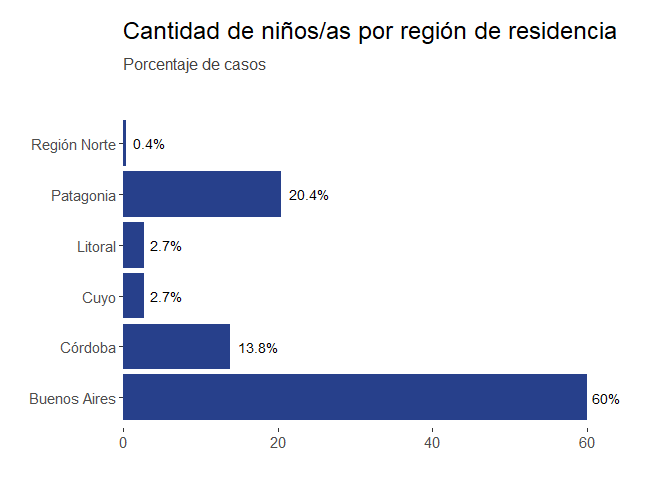 Cantidad de niños/as por región de residencia
Porcentaje de casos
Región Norte 0.4%
Patagonia 20.4%
Litoral 2.7%
Cuyo 2.7%
Córdoba 13.8%
Buenos Aires 60%
0 20 40 60